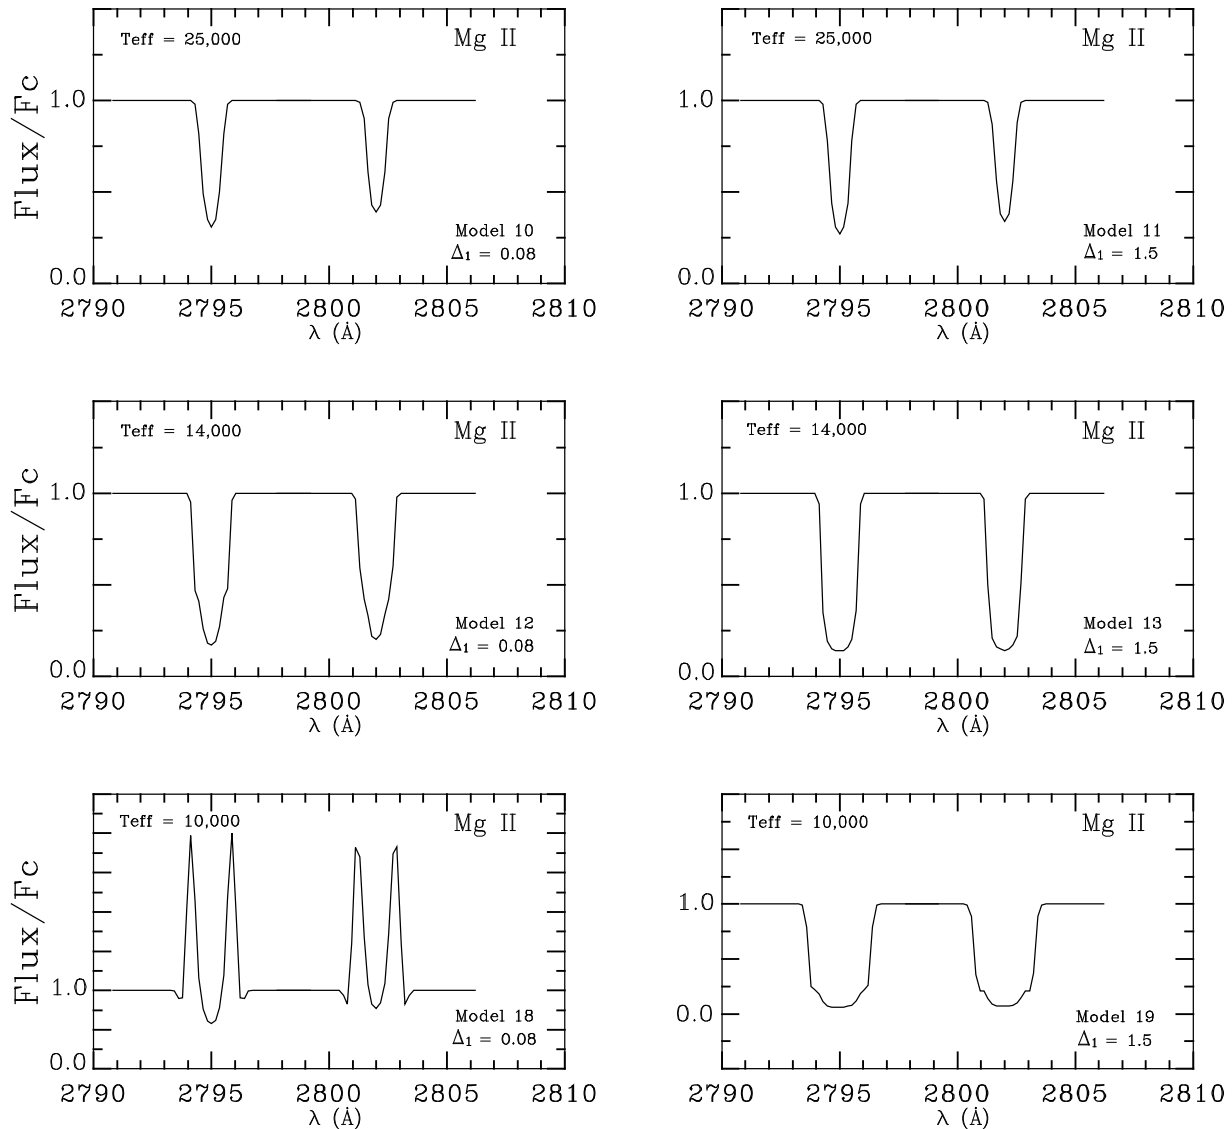 Teff = 25,000
Mg II
Flux/Fc
1.0
0.0
Model 10
Δ1 = 0.08
2790 2795 2800 2805 2810
λ (Å)
Teff = 25,000
Mg II
1.0
0.0
Model 11
Δ1 = 1.5
2790 2795 2800 2805 2810
λ (Å)
Teff = 14,000
Mg II
Flux/Fc
1.0
0.0
Model 12
Δ1 = 0.08
2790 2795 2800 2805 2810
λ (Å)
Teff = 14,000
Mg II
1.0
0.0
Model 13
Δ1 = 1.5
2790 2795 2800 2805 2810
λ (Å)
Teff = 10,000
Mg II
Flux/Fc
1.0
0.0
Model 18
Δ1 = 0.08
2790 2795 2800 2805 2810
λ (Å)
Teff = 10,000
Mg II
1.0
0.0
Model 19
Δ1 = 1.5
2790 2795 2800 2805 2810
λ (Å)